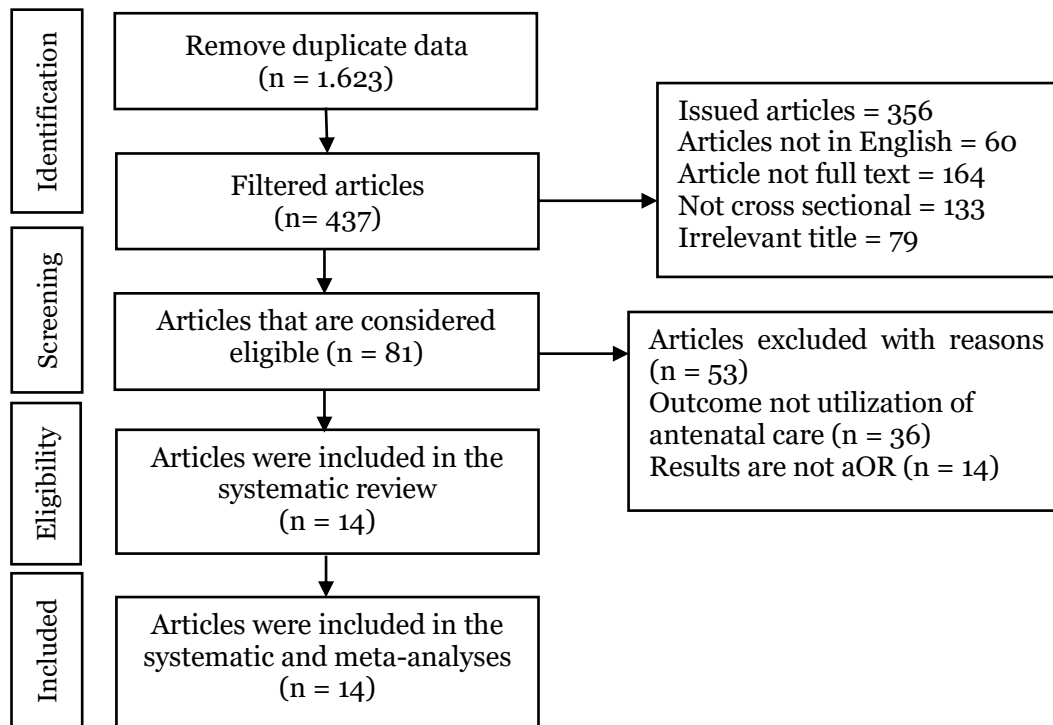 Identification
Remove duplicate data
(n = 1.623)
Filtered articles
(n= 437)
Issued articles = 356
Articles not in English = 60
Article not full text = 164
Not cross sectional = 133
Irrelevant title = 79
Screening
Articles that are considered
eligible (n = 81)
Articles excluded with reasons
(n = 53)
Outcome not utilization of
antenatal care (n = 36)
Results are not aOR (n = 14)
Eligibility
Articles were included in the
systematic review
(n = 14)
Included
Articles were included in the
systematic and meta-analyses
(n = 14)